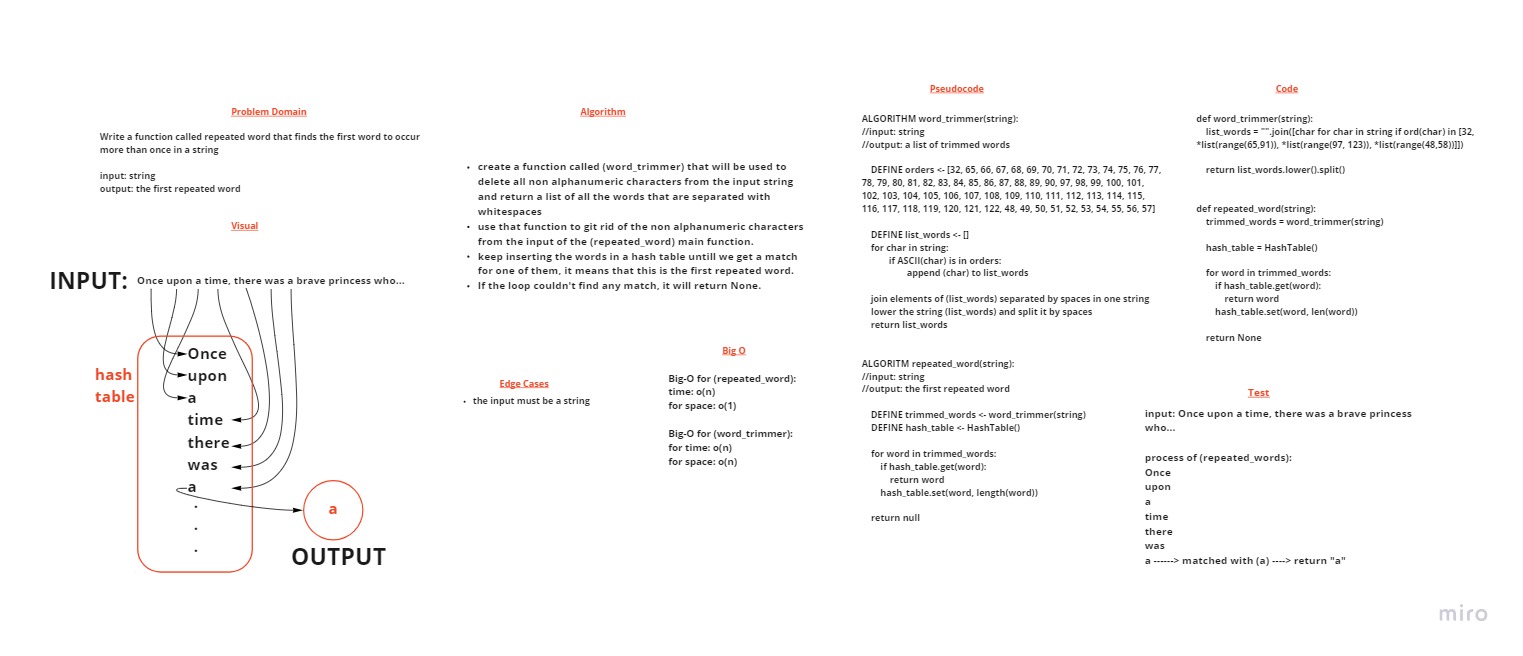 Problem Domain
Write a function called repeated word that finds the first word to occur
more than once in a string
input: string
output: the first repeated word
Visual
INPUT: Once upon a time, there was a brave princess who...
hash
table
Once
upon
a
time
there
was
a
.
.
.
a
OUTPUT
Algorithm
• create a function called (word_trimmer) that will be used to
delete all non alphanumeric characters from the input string
and return a list of all the words that are separated with
whitespaces
• use that function to git rid of the non alphanumeric characters
from the input of the (repeated_word) main function.
• keep inserting the words in a hash table untill we get a match
for one of them, it means that this is the first repeated word.
• If the loop couldn't find any match, it will return None.
Edge Cases
• the input must be a string
Big O
Big-O for (repeated_word):
time: o(n)
for space: o(1)
Big-O for (word_trimmer):
for time: o(n)
for space: o(n)
Pseudocode
ALGORITHM word_trimmer(string):
//input: string
//output: a list of trimmed words
DEFINE orders <- [32, 65, 66, 67, 68, 69, 70, 71, 72, 73, 74, 75, 76, 77,
78, 79, 80, 81, 82, 83, 84, 85, 86, 87, 88, 89, 90, 97, 98, 99, 100, 101,
102, 103, 104, 105, 106, 107, 108, 109, 110, 111, 112, 113, 114, 115,
116, 117, 118, 119, 120, 121, 122, 48, 49, 50, 51, 52, 53, 54, 55, 56, 57]
DEFINE list_words <- []
for char in string:
if ASCII(char) is in orders:
append (char) to list_words
join elements of (list_words) separated by spaces in one string
lower the string (list_words) and split it by spaces
return list_words
ALGORITM repeated_word(string):
//input: string
//output: the first repeated word
DEFINE trimmed_words <- word_trimmer(string)
DEFINE hash_table <- HashTable()
for word in trimmed_words:
if hash_table.get(word):
return word
hash_table.set(word, length(word))
return null
Code
def word_trimmer(string):
list_words = "".join([char for char in string if ord(char) in [32,
*list(range(65,91)), *list(range(97, 123)), *list(range(48,58))]])
return list_words.lower().split()
def repeated_word(string):
trimmed_words = word_trimmer(string)
hash_table = HashTable()
for word in trimmed_words:
if hash_table.get(word):
return word
hash_table.set(word, len(word))
return None
Test
input: Once upon a time, there was a brave princess
who...
process of (repeated_words):
Once
upon
a
time
there
was
a ------> matched with (a) ----> return "a"
miro